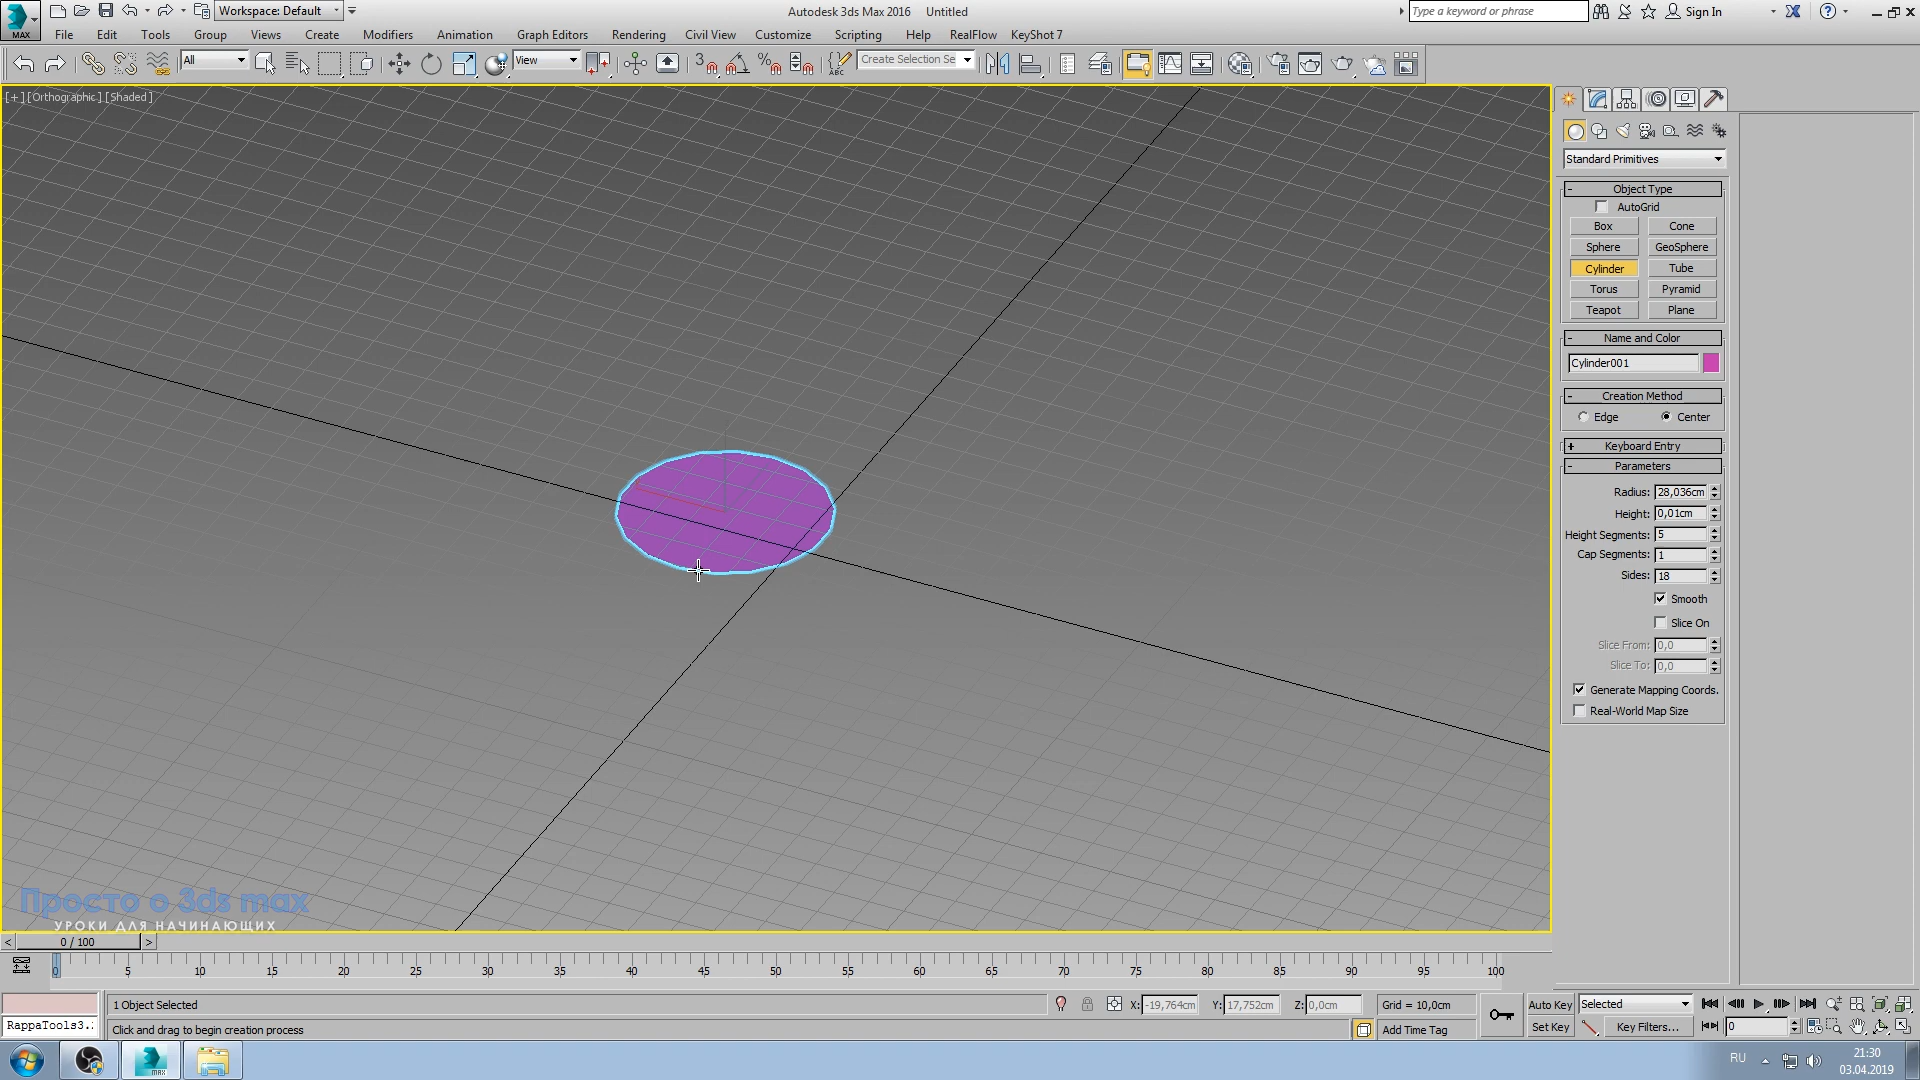 Workspace: Default
Autodesk 3ds Max 2016 Untitled
Type a keyword or phrase
Sign In
MAX
File Edit Tools Group Views Create Modifiers Animation Graph Editors Rendering Civil View Customize Scripting Help RealFlow KeyShot 7
All
View
3
ABC
Create Selection Se
[+] [Orthographic] [Shaded]
Standard Primitives
- Object Type
AutoGrid
Box Cone
Sphere GeoSphere
Cylinder Tube
Torus Pyramid
Teapot Plane
- Name and Color
Cylinder001
- Creation Method
Edge Center
+ Keyboard Entry
- Parameters
Radius: 28,036cm
Height: 0,01cm
Height Segments: 5
Cap Segments: 1
Sides: 18
Smooth
Slice On
Slice From: 0,0
Slice To: 0,0
Generate Mapping Coords.
Real-World Map Size
Просто о 3ds max
УРОКИ ДЛЯ НАЧИНАЮЩИХ
< 0 / 100 >
0 5 10 15 20 25 30 35 40 45 50 55 60 65 70 75 80 85 90 95 100
1 Object Selected
X: -19,764cm Y: 17,752cm Z: 0,0cm
Grid = 10,0cm
Auto Key
Selected
RappaTools3.
Click and drag to begin creation process
Add Time Tag
Set Key
Key Filters...
0
MAX
RU
21:30
03.04.2019